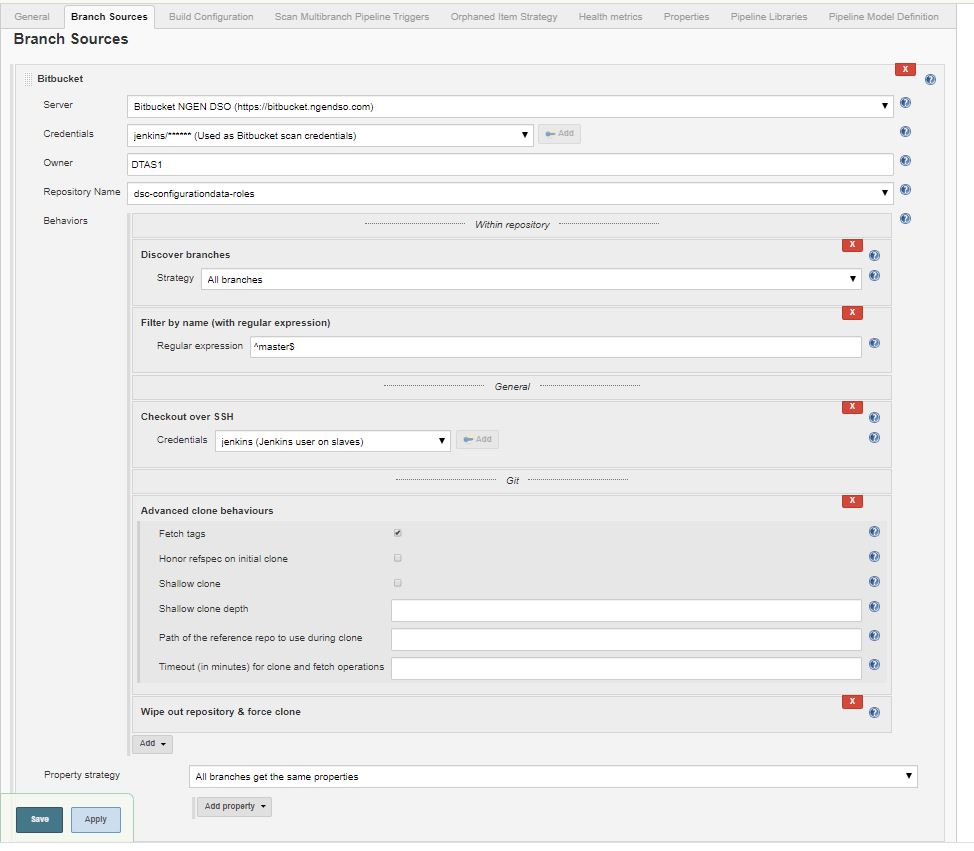 General Branch Sources Build Configuration Scan Multibranch Pipeline Triggers Orphaned Item Strategy Health metrics Properties Pipeline Libraries Pipeline Model Definition
Branch Sources
X
Bitbucket
Server Bitbucket NGEN DSO (https://bitbucket.ngendso.com)
Credentials jenkins/****** (Used as Bitbucket scan credentials) Add
Owner DTAS1
Repository Name dsc-configurationdata-roles
Behaviors
Within repository
X
Discover branches
Strategy All branches
X
Filter by name (with regular expression)
Regular expression ^master$
General
X
Checkout over SSH
Credentials jenkins (Jenkins user on slaves) Add
Git
X
Advanced clone behaviours
Fetch tags
Honor refspec on initial clone
Shallow clone
Shallow clone depth
Path of the reference repo to use during clone
Timeout (in minutes) for clone and fetch operations
X
Wipe out repository & force clone
Add
Property strategy All branches get the same properties
Add property
Save Apply